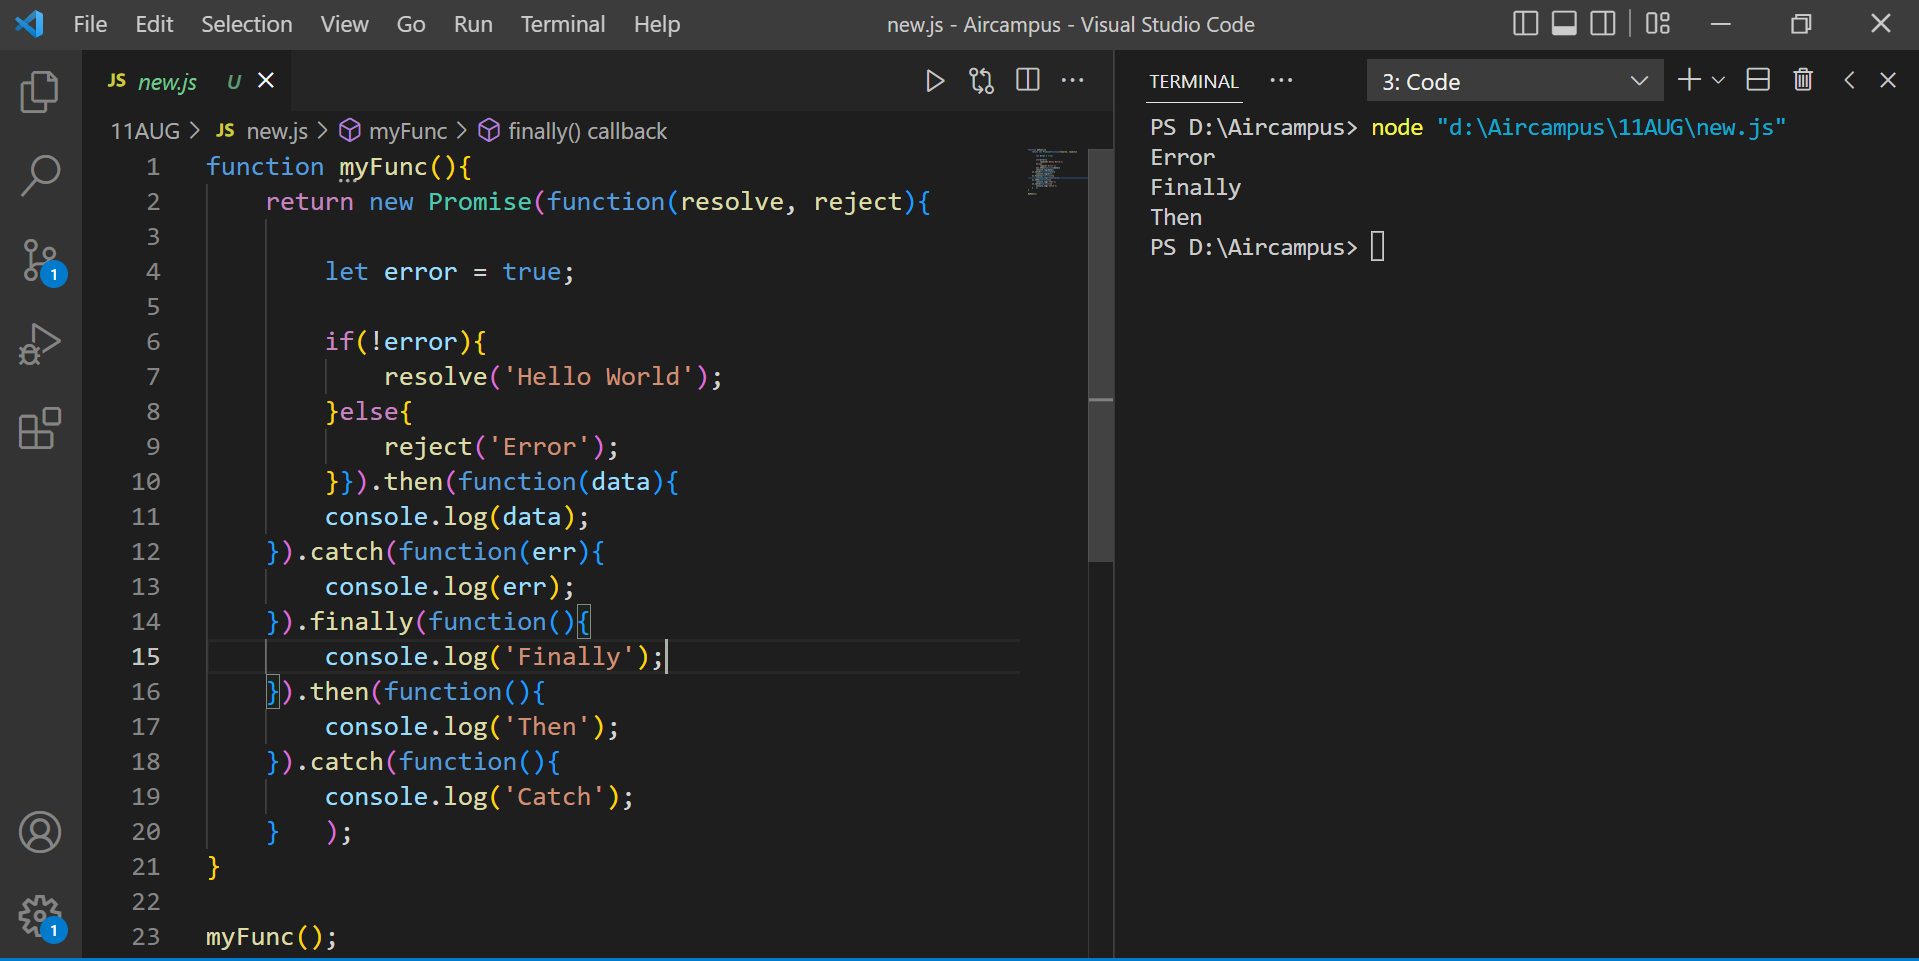 File Edit Selection View Go Run Terminal Help new.js - Aircampus - Visual Studio Code
JS new.js U
11AUG > JS new.js > myFunc > finally() callback
1 function myFunc(){
2     return new Promise(function(resolve, reject){
3
4         let error = true;
5
6         if(!error){
7             resolve('Hello World');
8         }else{
9             reject('Error');
10         }}).then(function(data){
11         console.log(data);
12     }).catch(function(err){
13         console.log(err);
14     }).finally(function(){
15         console.log('Finally');
16     }).then(function(){
17         console.log('Then');
18     }).catch(function(){
19         console.log('Catch');
20     }   );
21 }
22
23 myFunc();
1
1
TERMINAL ··· 3: Code
PS D:\Aircampus> node "d:\Aircampus\11AUG\new.js"
Error
Finally
Then
PS D:\Aircampus>